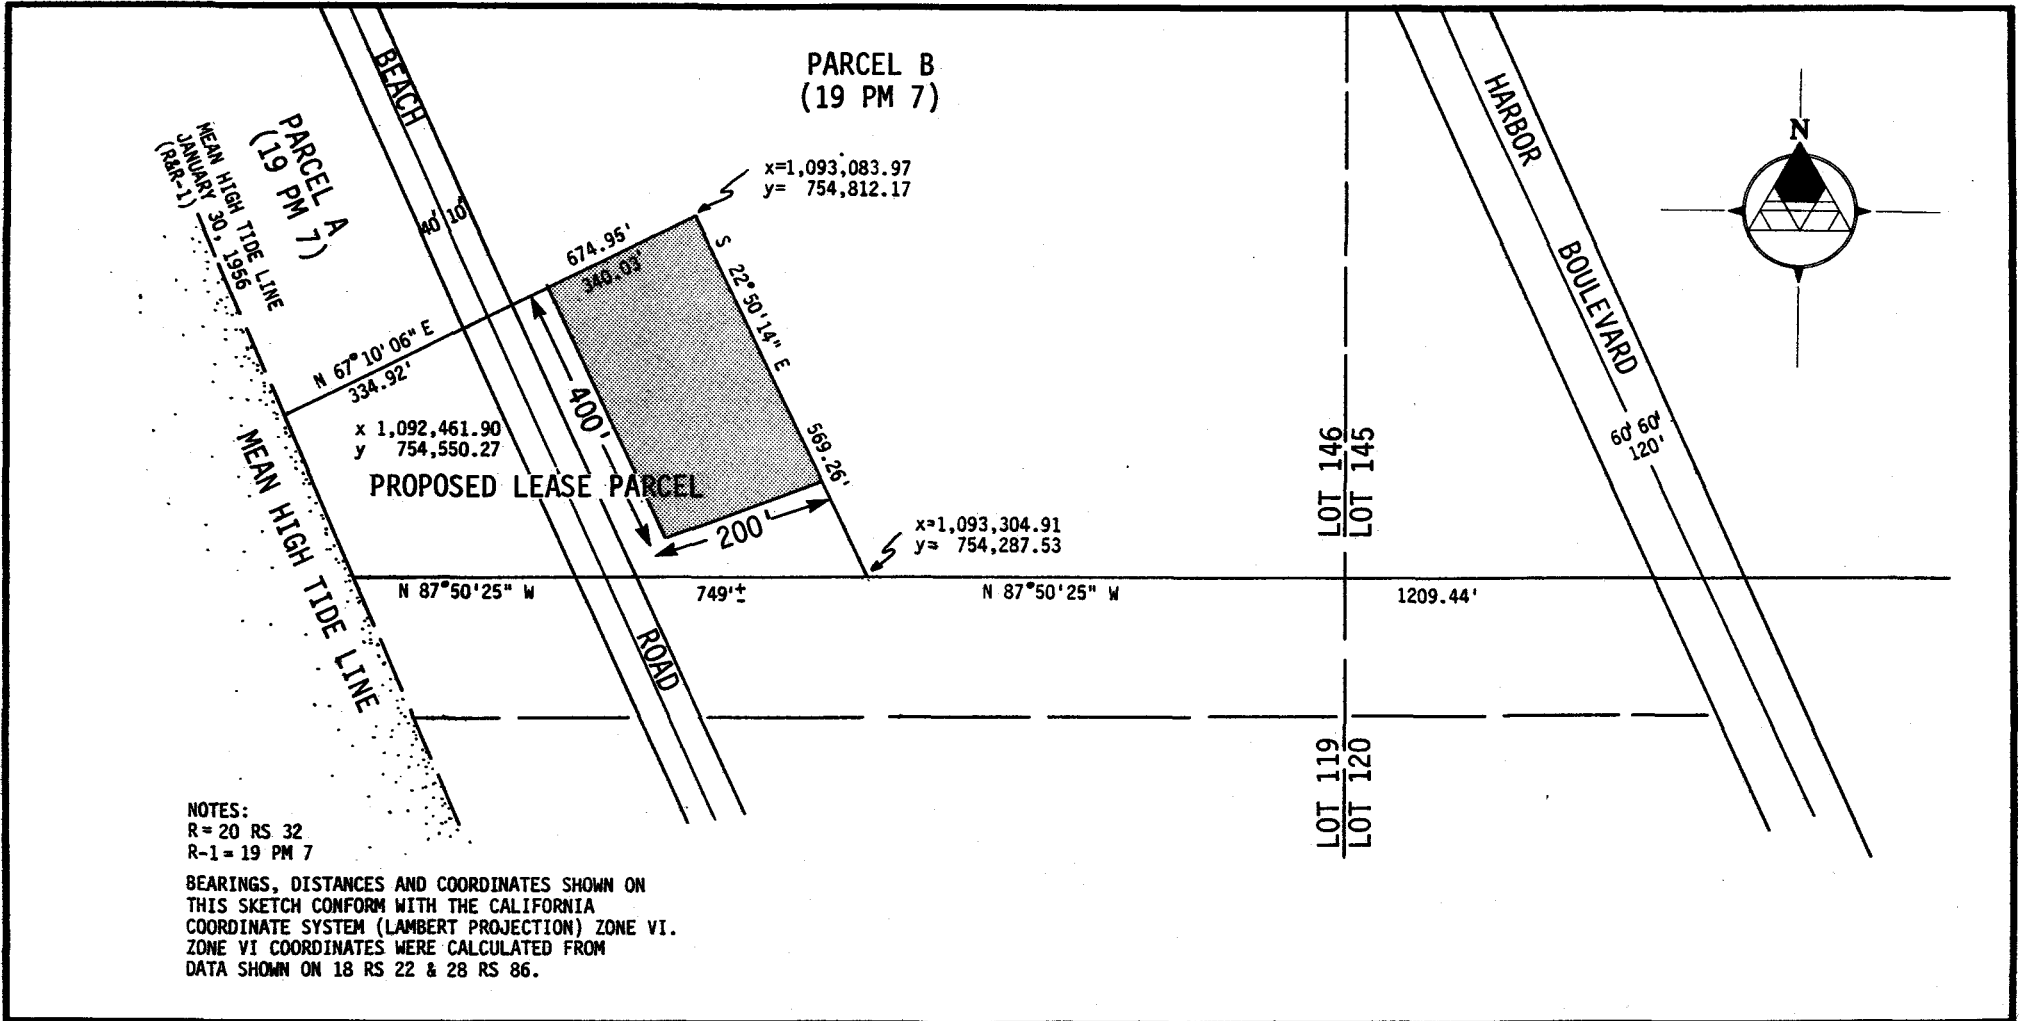 PARCEL B
(19 PM 7)
BEACH
HARBOR
N
PARCEL A
(19 PM 7)
MEAN HIGH TIDE LINE
JANUARY 30, 1956
(R&R-1)
x=1,093,083.97
y= 754,812.17
40' 10'
674.95'
340.03'
S 22°50'14" E
BOULEVARD
N 67°10'06" E
334.92'
400'
569.26'
x 1,092,461.90
y 754,550.27
PROPOSED LEASE PARCEL
MEAN HIGH TIDE LINE
200'
x=1,093,304.91
y= 754,287.53
LOT 146
LOT 145
60' 60'
120'
N 87°50'25" W
749'±
N 87°50'25" W
1209.44'
ROAD
LOT 119
LOT 120
NOTES:
R = 20 RS 32
R-1 = 19 PM 7
BEARINGS, DISTANCES AND COORDINATES SHOWN ON
THIS SKETCH CONFORM WITH THE CALIFORNIA
COORDINATE SYSTEM (LAMBERT PROJECTION) ZONE VI.
ZONE VI COORDINATES WERE CALCULATED FROM
DATA SHOWN ON 18 RS 22 & 28 RS 86.